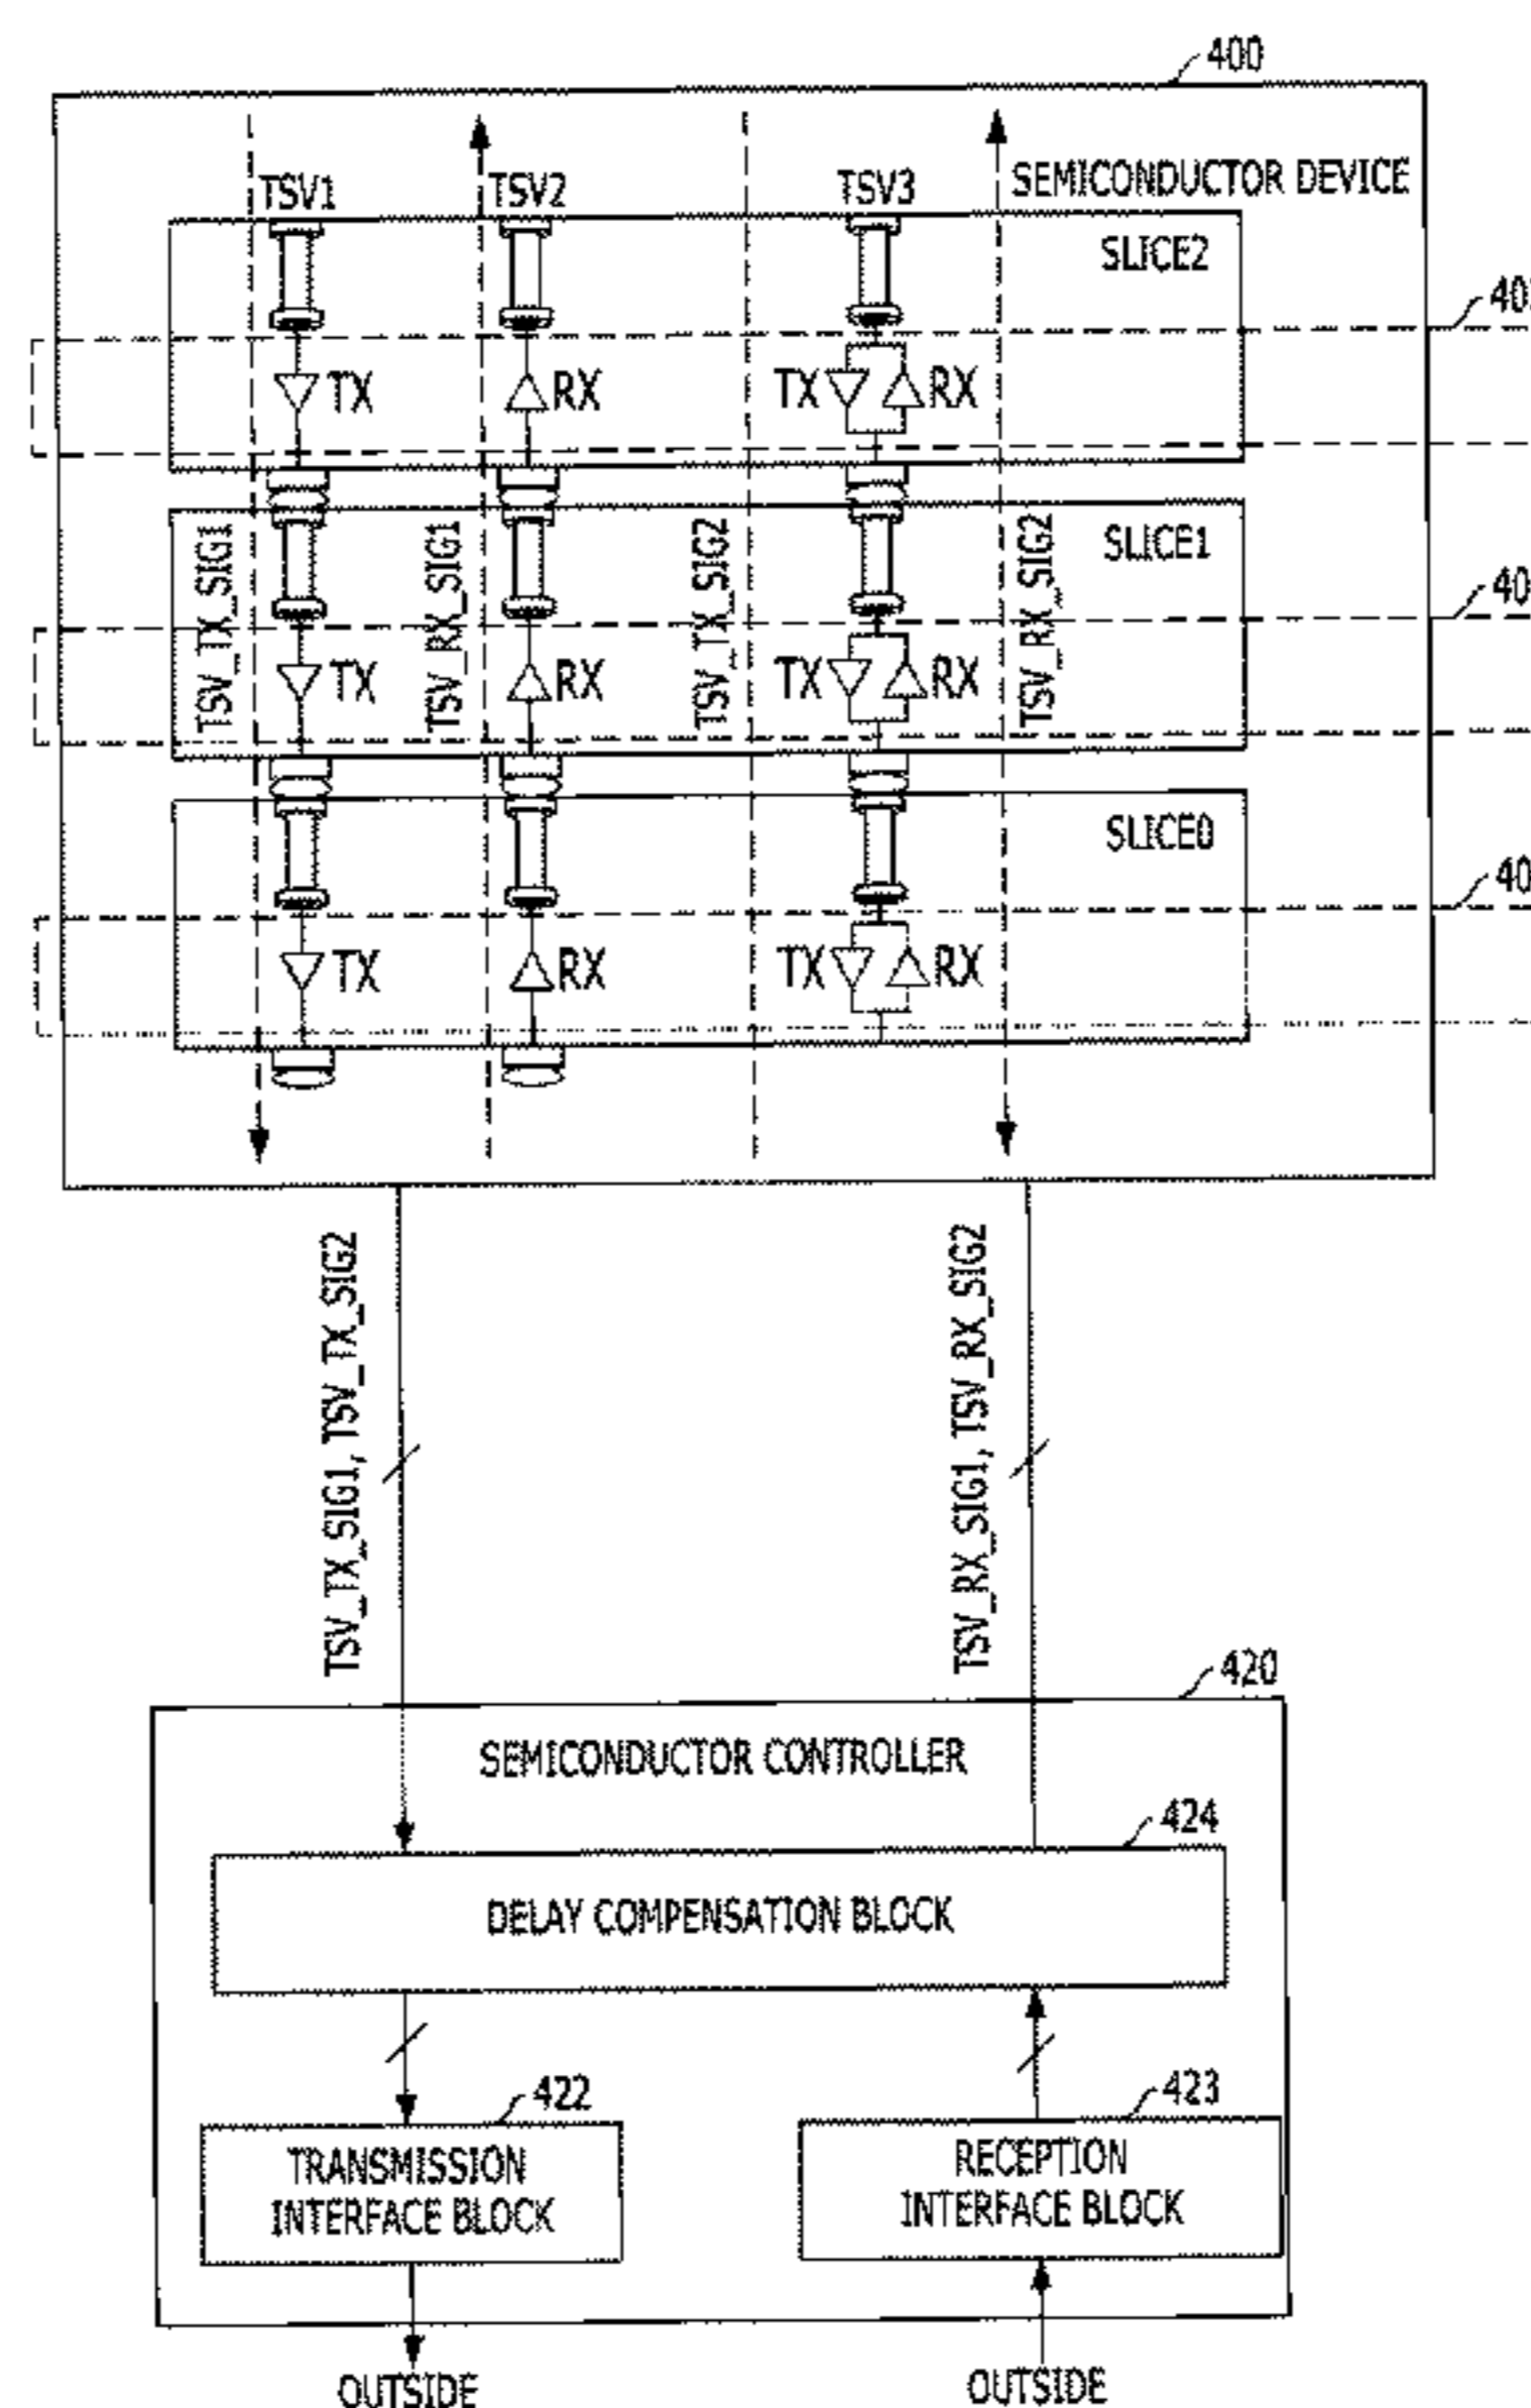 400
SEMICONDUCTOR DEVICE
TSV1
TSV2
TSV3
SLICE2
TX
RX
TX
RX
TSV_TX_SIG1
TSV_RX_SIG1
TSV_TX_SIG2
TSV_RX_SIG2
SLICE1
TX
RX
TX
RX
SLICE0
TX
RX
TX
RX
TSV_TX_SIG1, TSV_TX_SIG2
TSV_RX_SIG1, TSV_RX_SIG2
420
SEMICONDUCTOR CONTROLLER
424
DELAY COMPENSATION BLOCK
422
423
TRANSMISSION
INTERFACE BLOCK
RECEPTION
INTERFACE BLOCK
OUTSIDE
OUTSIDE